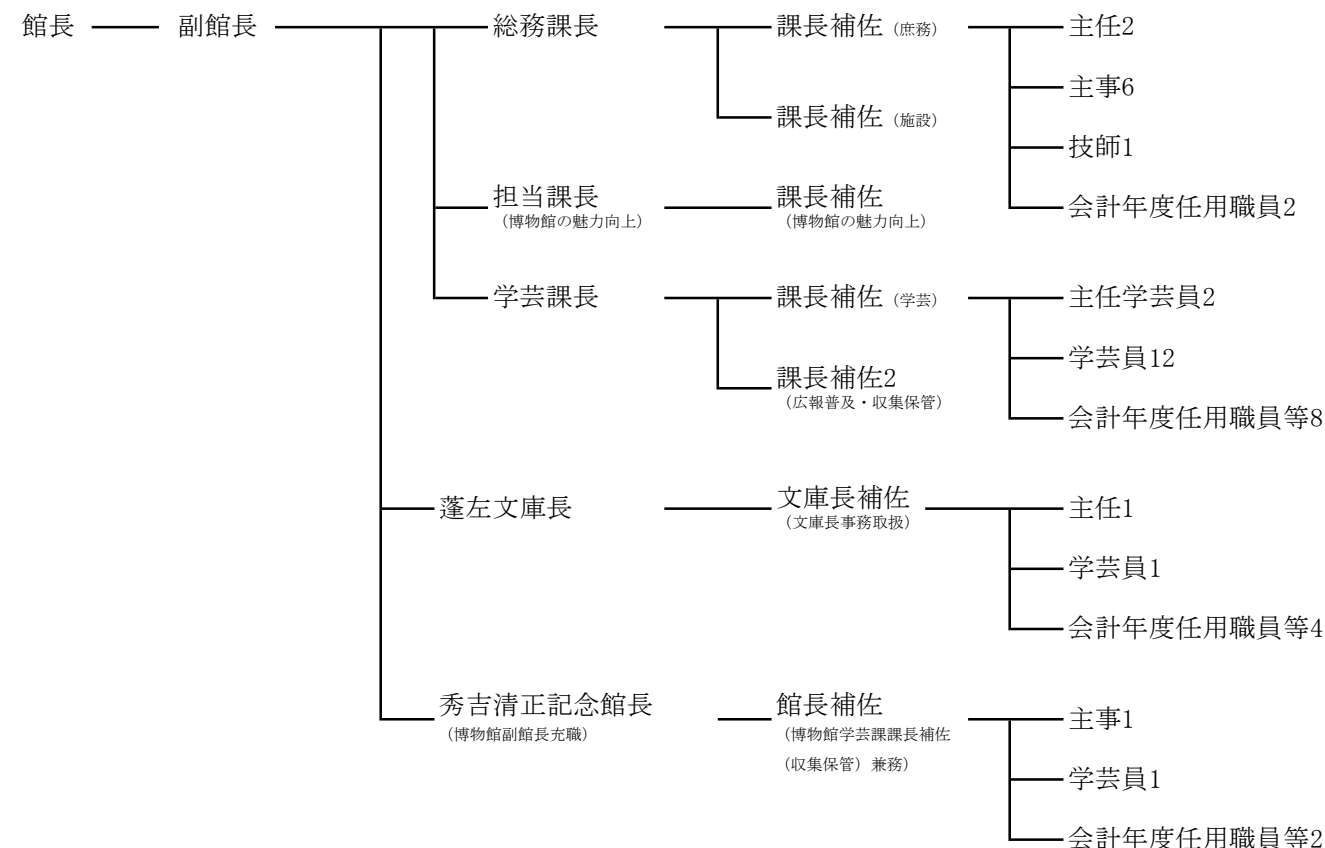 館長 副館長 総務課長 課長補佐（庶務） 主任2
主事6
課長補佐（施設）
技師1
担当課長 課長補佐 会計年度任用職員2
（博物館の魅力向上） （博物館の魅力向上）
学芸課長 課長補佐（学芸） 主任学芸員2
学芸員12
課長補佐2
（広報普及・収集保管）
会計年度任用職員等8
蓬左文庫長 文庫長補佐 主任1
（文庫長事務取扱）
学芸員1
会計年度任用職員等4
秀吉清正記念館長 館長補佐 主事1
（博物館副館長充職） （博物館学芸課課長補佐
（収集保管）兼務）
学芸員1
会計年度任用職員等2